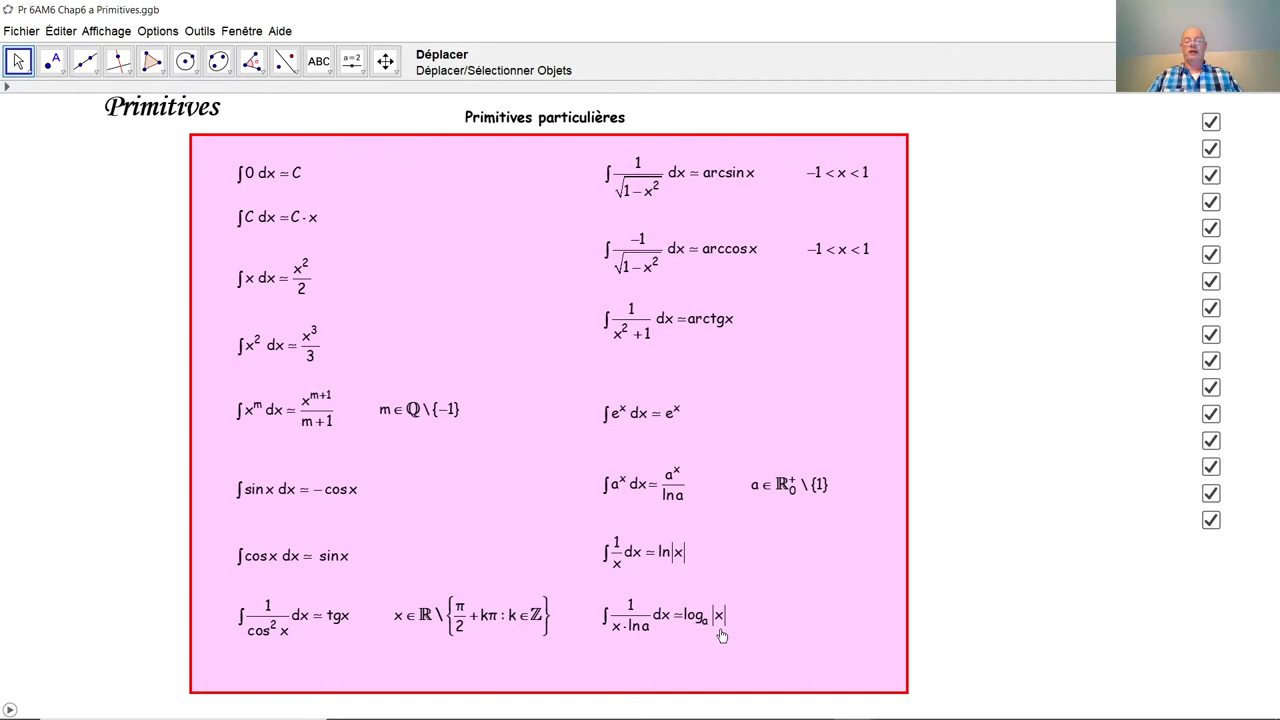 Pr 6AM6 Chap6 a Primitives.ggb
Fichier Éditer Affichage Options Outils Fenêtre Aide
A
ABC
a=2
Déplacer
Déplacer/Sélectionner Objets
Primitives
Primitives particulières
∫0 dx ≃ C
∫C dx ≃ C · x
∫x dx ≃ x²/2
∫x² dx ≃ x³/3
∫xᵐ dx ≃ xᵐ⁺¹/(m+1) m ∈ ℚ \ {−1}
∫sin x dx ≃ −cos x
∫cos x dx ≃ sin x
∫1/cos² x dx ≃ tgx x ∈ ℝ \ {π/2 + kπ : k ∈ ℤ}
∫1/√(1−x²) dx ≃ arcsin x −1 < x < 1
∫−1/√(1−x²) dx ≃ arccos x −1 < x < 1
∫1/(x²+1) dx ≃ arctgx
∫eˣ dx ≃ eˣ
∫aˣ dx ≃ aˣ/ln a a ∈ ℝ₀⁺ \ {1}
∫1/x dx ≃ ln|x|
∫1/(x·ln a) dx ≃ logₐ|x|